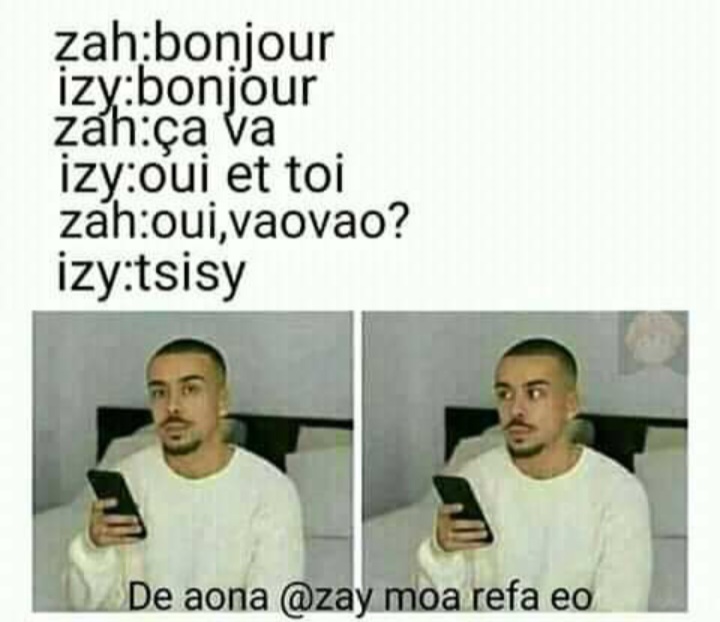 zah:bonjour
izy:bonjour
zah:ça va
izy:oui et toi
zah:oui,vaovao?
izy:tsisy
De aona @zay moa refa eo